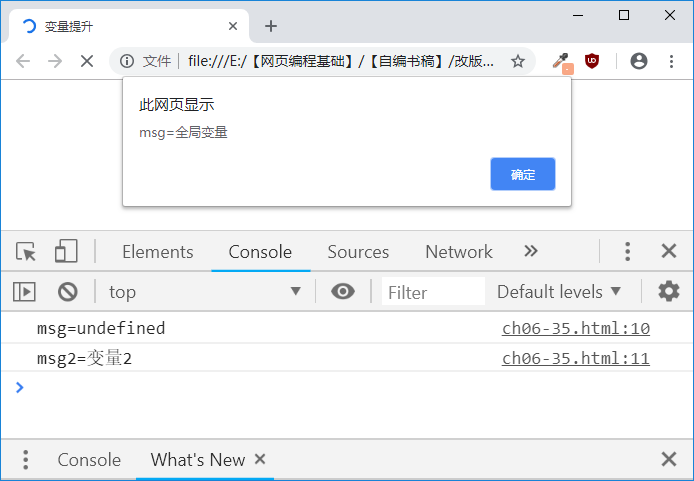 变量提升
文件 file:///E:/【网页编程基础】/【自编书稿】/改版...
此网页显示
msg=全局变量
确定
Elements Console Sources Network
top Filter Default levels
msg=undefined ch06-35.html:10
msg2=变量2 ch06-35.html:11
Console What's New